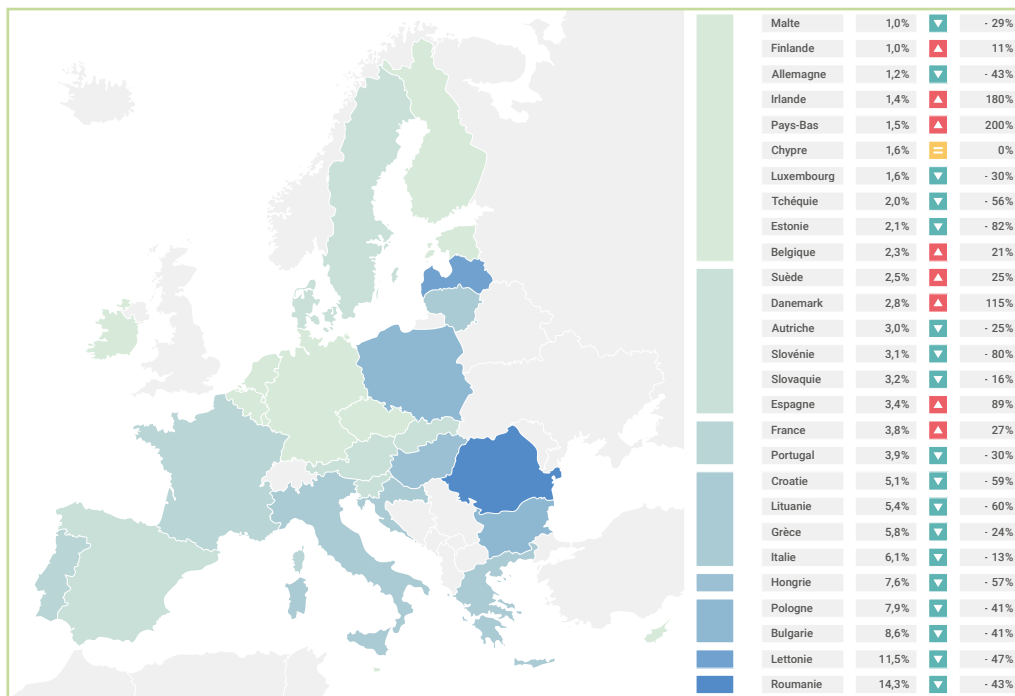 Malte 1,0% - 29%
Finlande 1,0% 11%
Allemagne 1,2% - 43%
Irlande 1,4% 180%
Pays-Bas 1,5% 200%
Chypre 1,6% 0%
Luxembourg 1,6% - 30%
Tchéquie 2,0% - 56%
Estonie 2,1% - 82%
Belgique 2,3% 21%
Suède 2,5% 25%
Danemark 2,8% 115%
Autriche 3,0% - 25%
Slovénie 3,1% - 80%
Slovaquie 3,2% - 16%
Espagne 3,4% 89%
France 3,8% 27%
Portugal 3,9% - 30%
Croatie 5,1% - 59%
Lituanie 5,4% - 60%
Grèce 5,8% - 24%
Italie 6,1% - 13%
Hongrie 7,6% - 57%
Pologne 7,9% - 41%
Bulgarie 8,6% - 41%
Lettonie 11,5% - 47%
Roumanie 14,3% - 43%